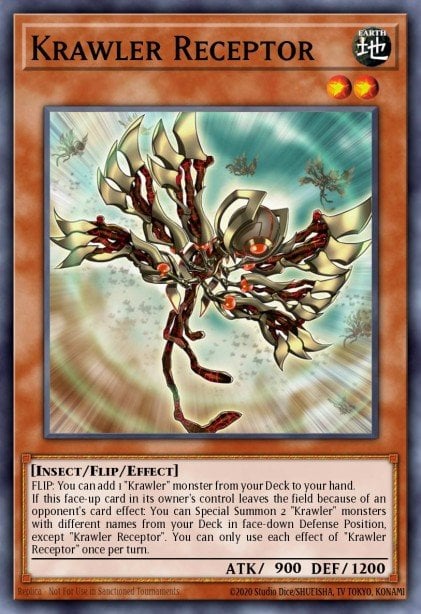 KRAWLER RECEPTOR
EARTH
地
[INSECT/FLIP/EFFECT]
FLIP: You can add 1 "Krawler" monster from your Deck to your hand.
If this face-up card in its owner's control leaves the field because of an
opponent's card effect: You can Special Summon 2 "Krawler" monsters
with different names from your Deck in face-down Defense Position,
except "Krawler Receptor". You can only use each effect of "Krawler
Receptor" once per turn.
ATK/ 900 DEF/1200
Replica - Not For Use in Sanctioned Tournaments
©2020 Studio Dice/SHUEISHA, TV TOKYO, KONAMI